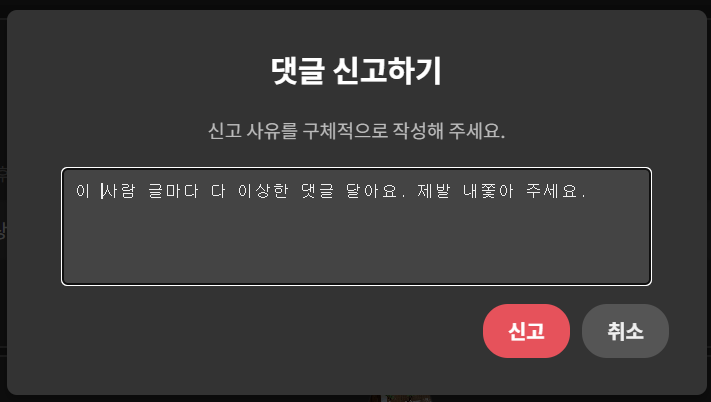 댓글 신고하기
신고 사유를 구체적으로 작성해 주세요.
이 사람 글마다 다 이상한 댓글 달아요. 제발 내쫓아 주세요.
신고 취소